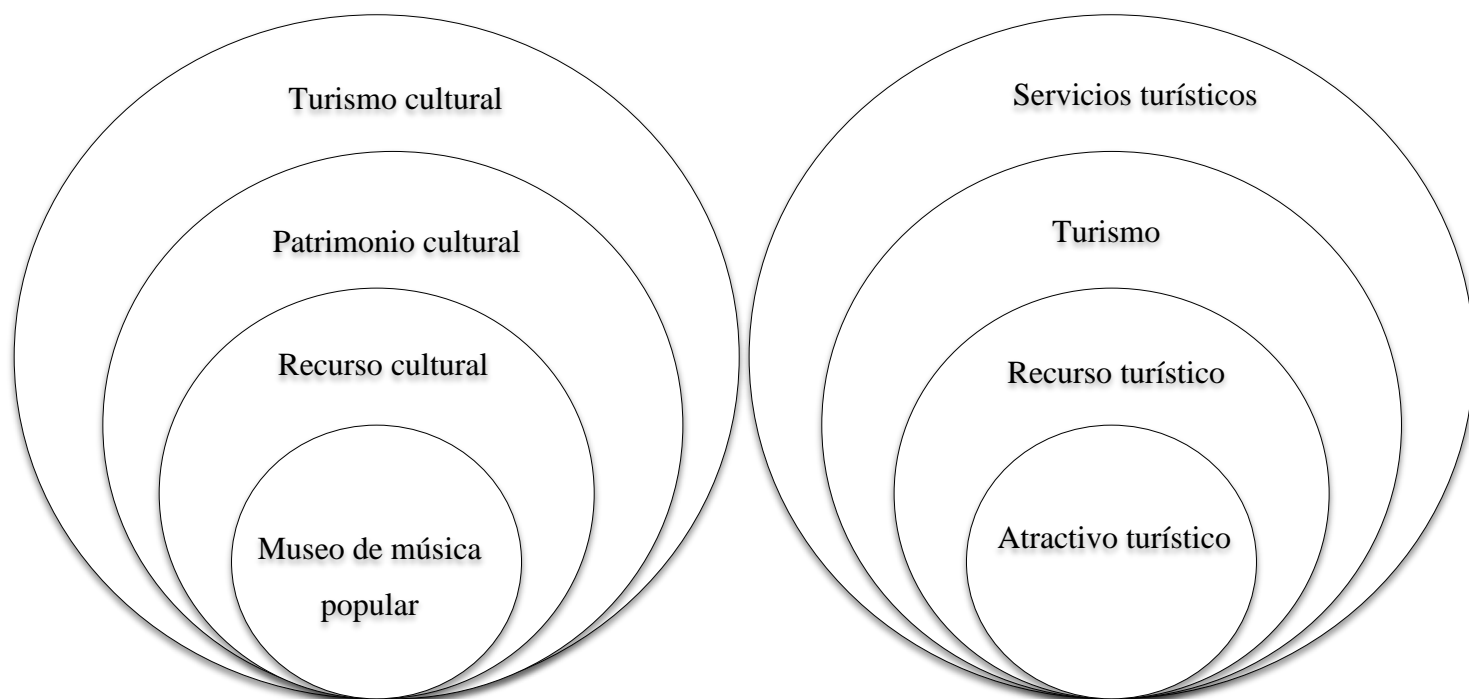 Turismo cultural
Patrimonio cultural
Recurso cultural
Museo de música
popular
Servicios turísticos
Turismo
Recurso turístico
Atractivo turístico